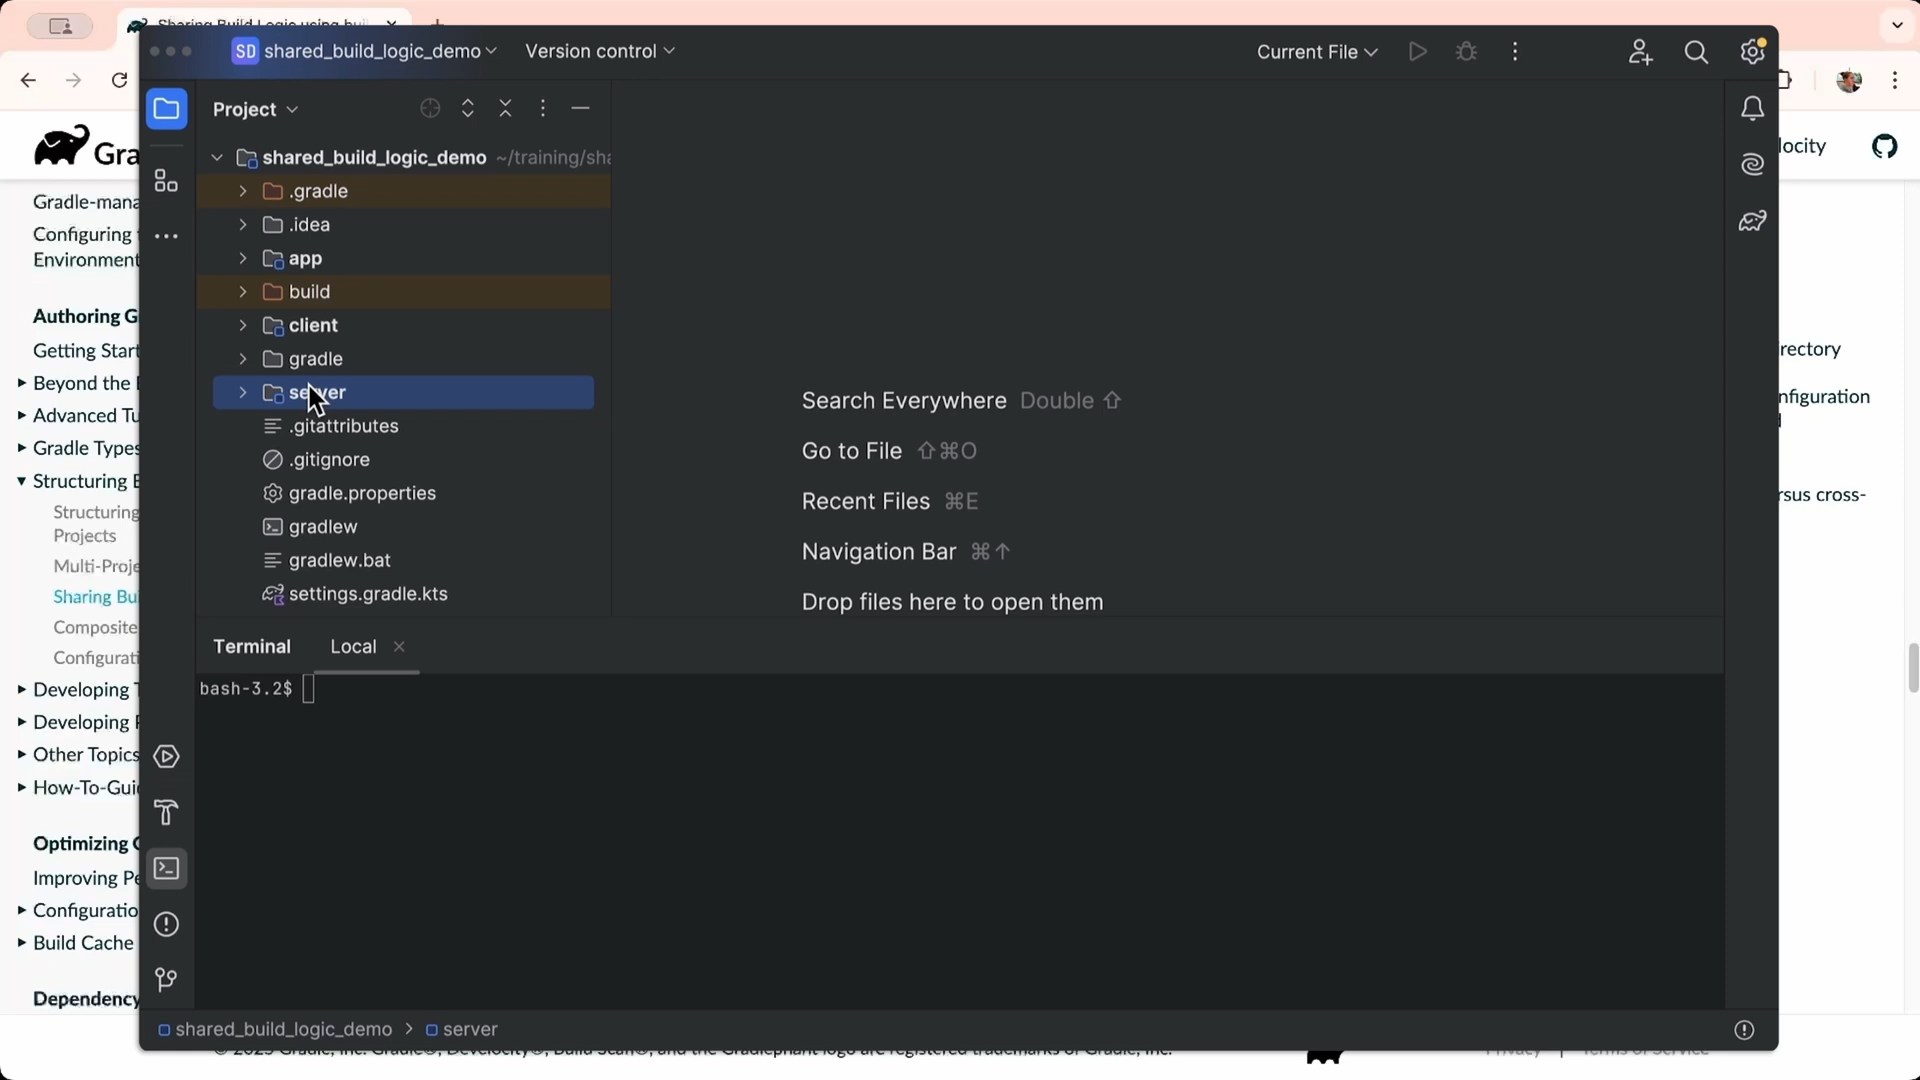 SD shared_build_logic_demo
Version control
Current File
Project
shared_build_logic_demo ~/training/sha
.gradle
.idea
app
build
client
gradle
server
.gitattributes
.gitignore
gradle.properties
gradlew
gradlew.bat
settings.gradle.kts
Search Everywhere Double ⇧
Go to File ⇧⌘O
Recent Files ⌘E
Navigation Bar ⌘↑
Drop files here to open them
Terminal
Local
bash-3.2$
shared_build_logic_demo > server
Gra
Gradle-mana
Configuring
Environment
Authoring G
Getting Start
Beyond the
Advanced Tu
Gradle Types
Structuring
Structuring
Projects
Multi-Proje
Sharing Bu
Composite
Configurati
Developing
Developing
Other Topics
How-To-Gui
Optimizing
Improving Pe
Configuratio
Build Cache
Dependency
locity
rectory
nfiguration
rsus cross-